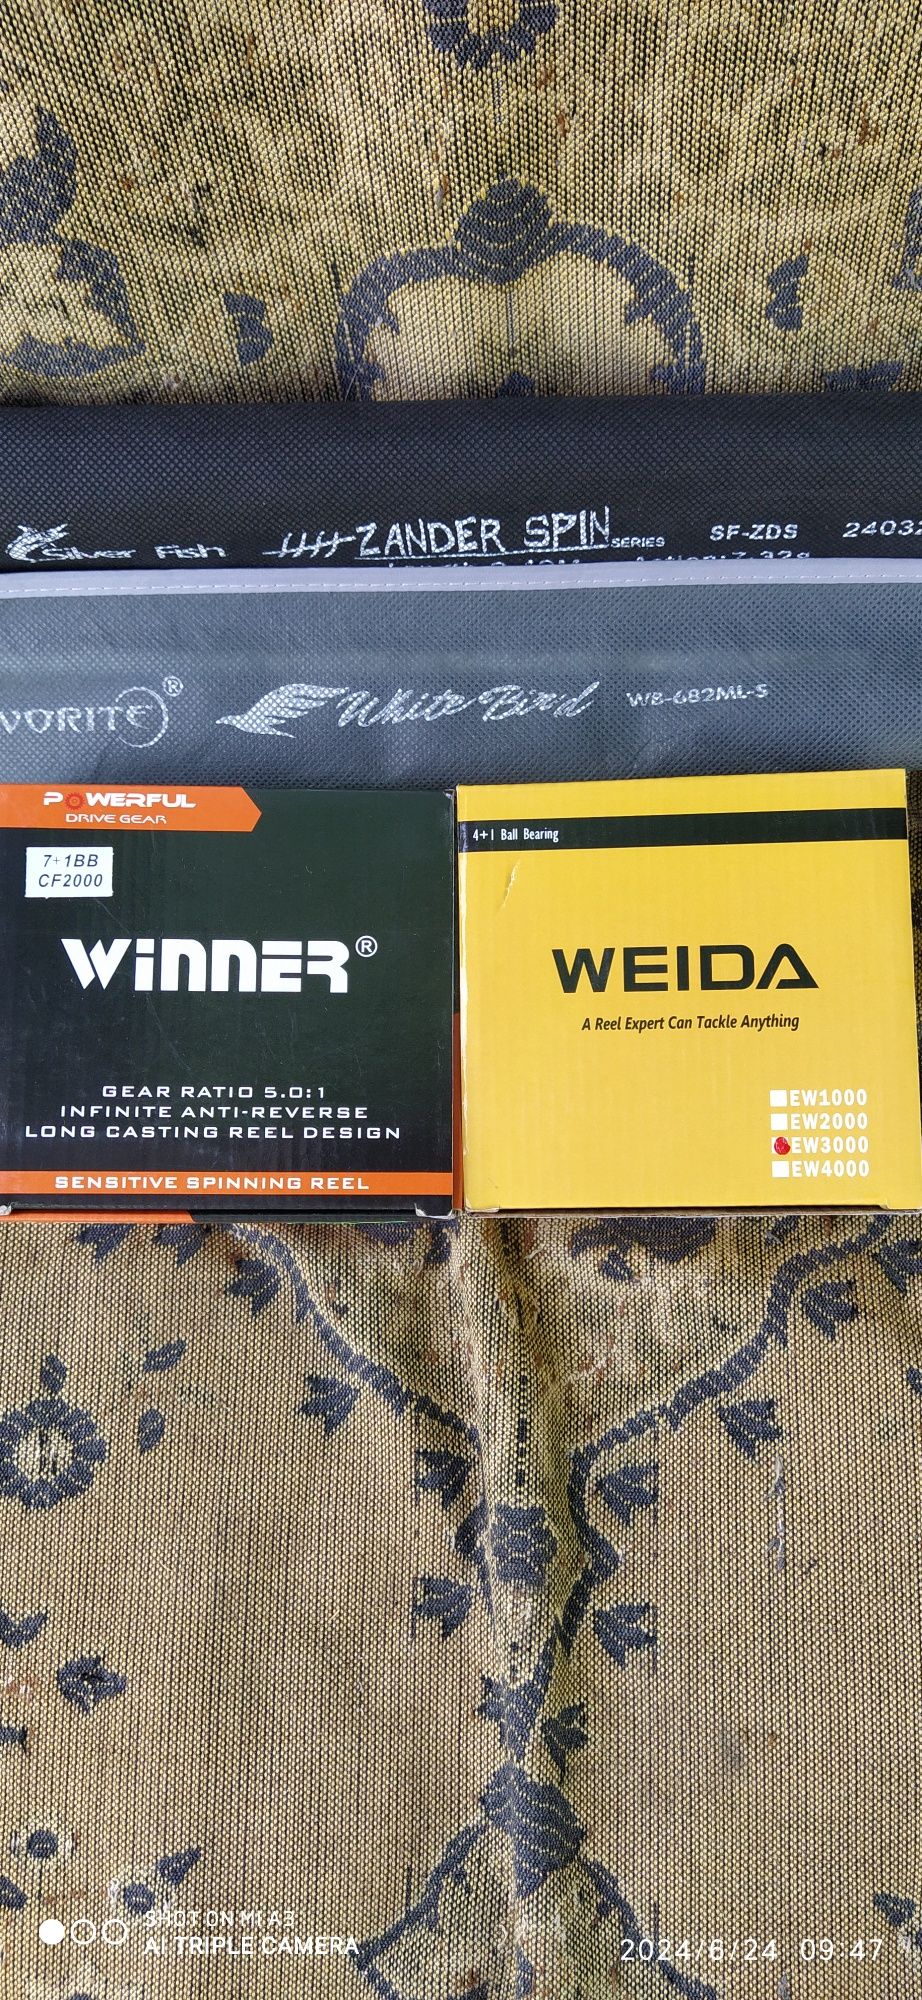 Silver Fish ZANDER SPIN SERIES SF-ZDS 24032
VORITE® White Bird WB-682ML-S
POWERFUL
DRIVE GEAR
7+1BB
CF2000
WINNER®
GEAR RATIO 5.0:1
INFINITE ANTI-REVERSE
LONG CASTING REEL DESIGN
SENSITIVE SPINNING REEL
4+1 Ball Bearing
WEIDA
A Reel Expert Can Tackle Anything
EW1000
EW2000
EW3000
EW4000
SHOT ON MI A3
AI TRIPLE CAMERA
2024/6/24 09:47